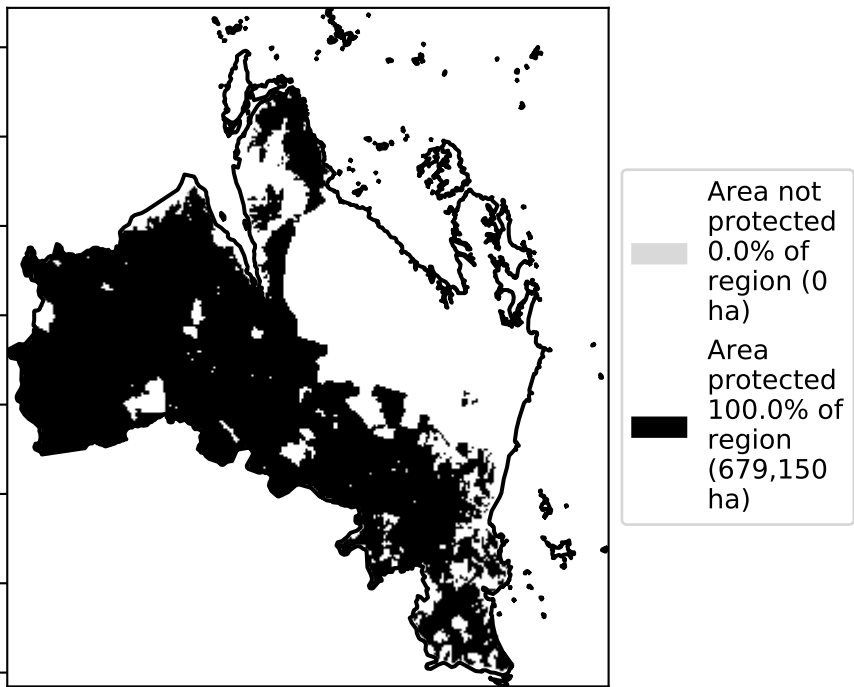 Area not
protected
0.0% of
region (0
ha)
Area
protected
100.0% of
region
(679,150
ha)